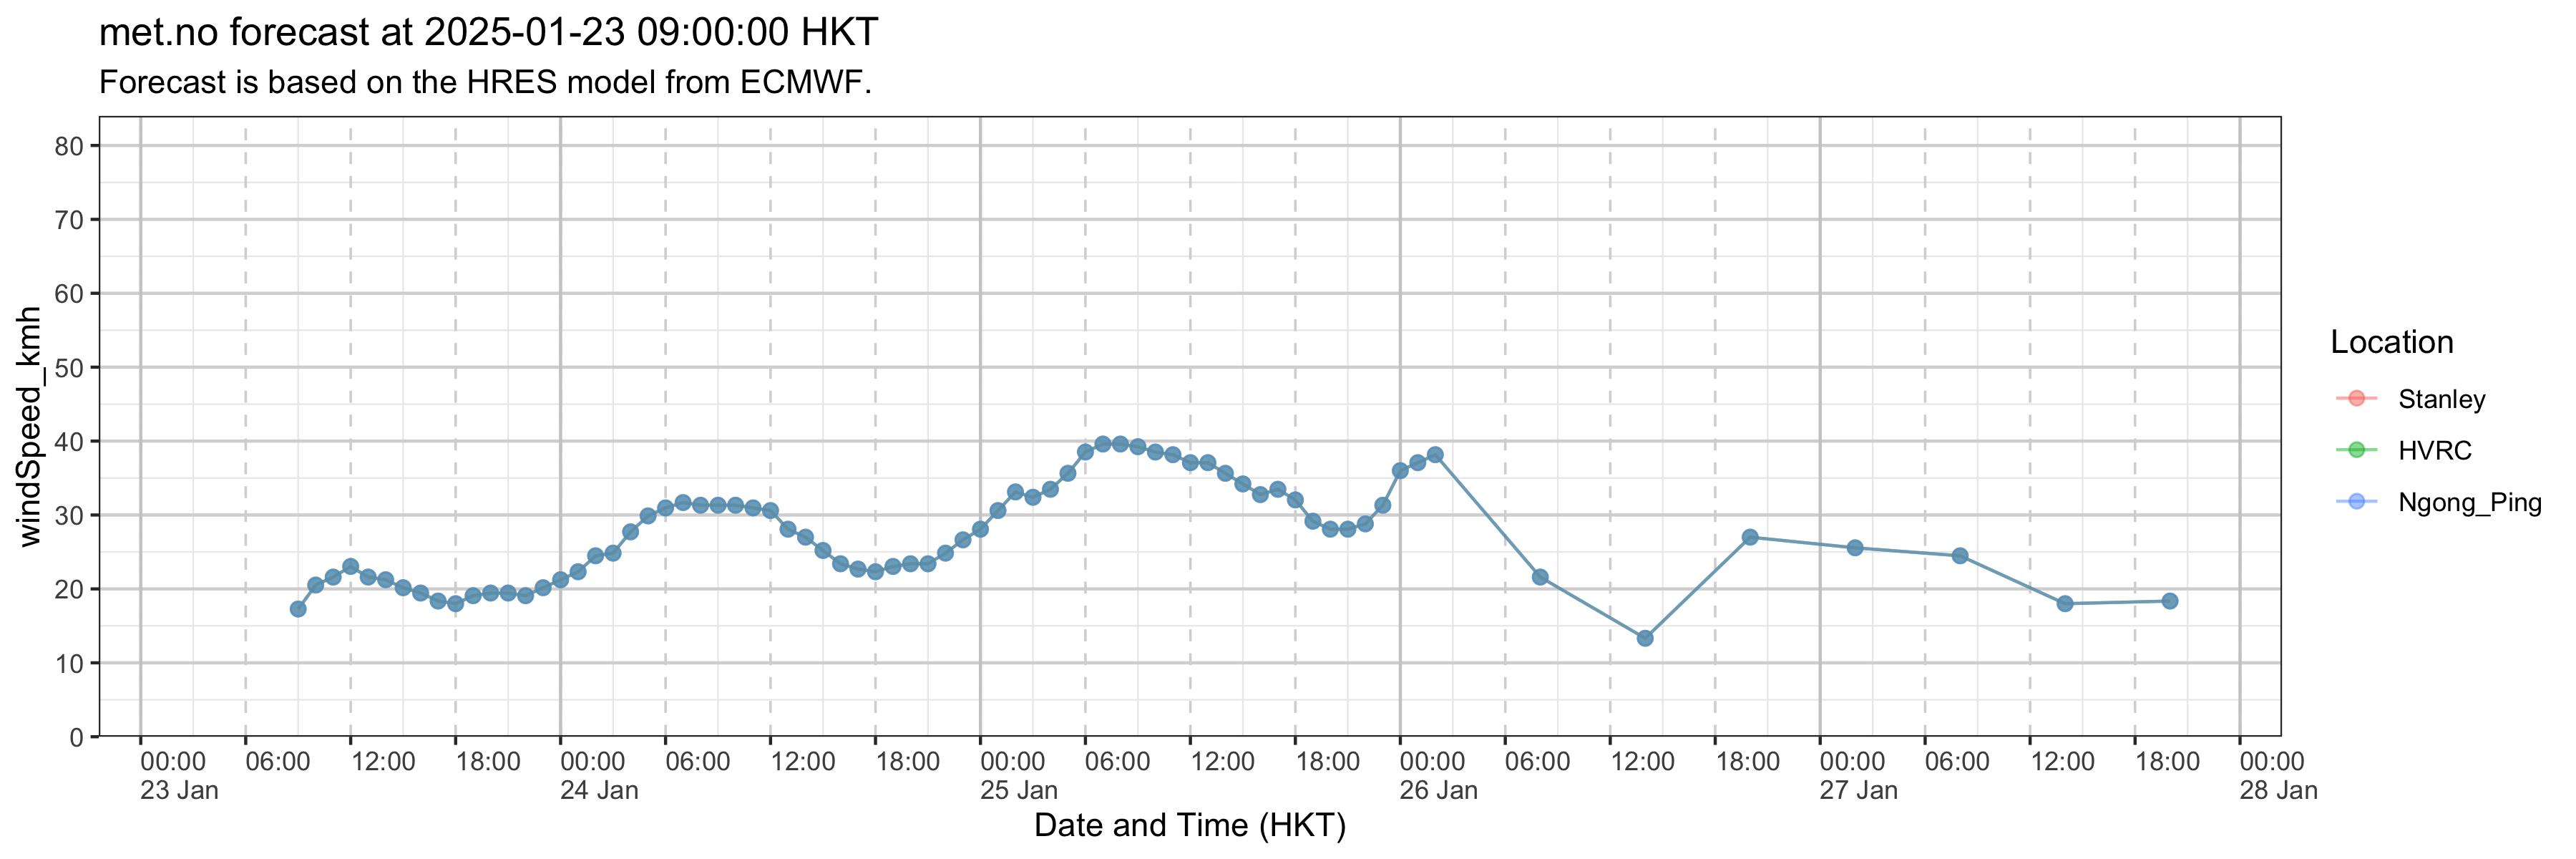 met.no forecast at 2025-01-23 09:00:00 HKT
Forecast is based on the HRES model from ECMWF.
windSpeed_kmh
80
70
60
50
40
30
20
10
0
00:00 06:00 12:00 18:00 00:00 06:00 12:00 18:00 00:00 06:00 12:00 18:00 00:00 06:00 12:00 18:00 00:00 06:00 12:00 18:00 00:00
23 Jan 24 Jan 25 Jan 26 Jan 27 Jan 28 Jan
Date and Time (HKT)
Location
Stanley
HVRC
Ngong_Ping